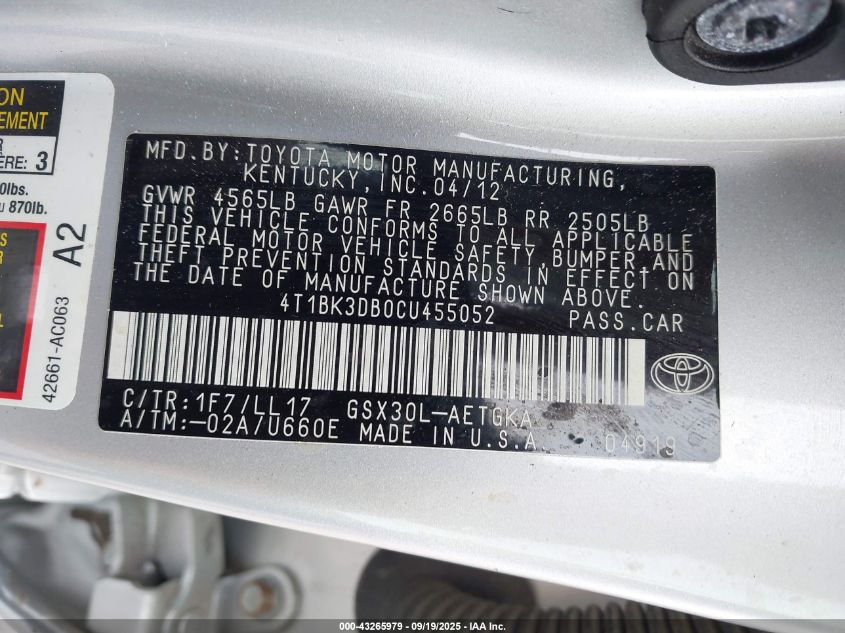 ON
EMENT
R
ERE: 3
0lbs.
870lb.
S
R
A2
42661-AC063
MFD.BY:TOYOTA MOTOR MANUFACTURING,
KENTUCKY, INC.04/12
GVWR 4565LB GAWR FR 2665LB RR 2505LB
THIS VEHICLE CONFORMS TO ALL APPLICABLE
FEDERAL MOTOR VEHICLE SAFETY,BUMPER AND
THEFT PREVENTION STANDARDS IN EFFECT ON
THE DATE OF MANUFACTURE SHOWN ABOVE.
4T1BK3DB0CU455052 PASS.CAR
C/TR:1F7/LL17 GSX30L-AETGKA
A/TM:-02A/U660E MADE IN U.S.A. 04919
000-43265979 - 09/19/2025 - IAA, Inc.